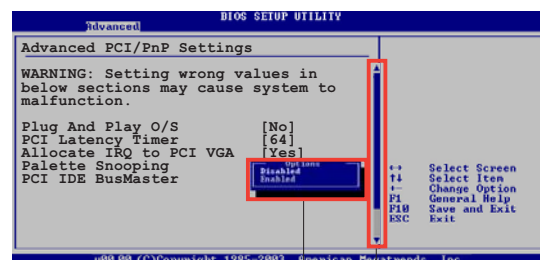 BIOS SETUP UTILITY
Advanced
Advanced PCI/PnP Settings
WARNING: Setting wrong values in
below sections may cause system to
malfunction.
Plug And Play O/S [No]
PCI Latency Timer [64]
Allocate IRQ to PCI VGA [Yes]
Palette Snooping
PCI IDE BusMaster
Options
Disabled
Enabled
←→ Select Screen
↑↓ Select Item
+- Change Option
F1 General Help
F10 Save and Exit
ESC Exit
v00.00 (C)Copyright 1985-2003, American Megatrends, Inc.